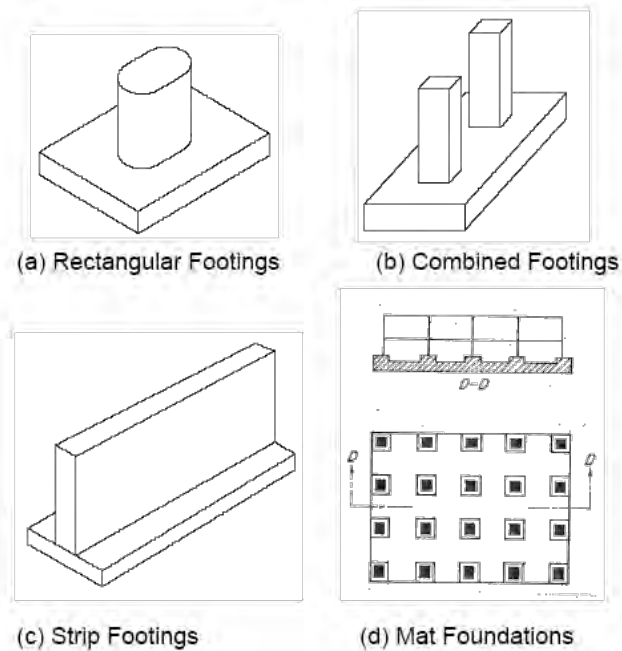 (a) Rectangular Footings
(b) Combined Footings
D-D
D
D
(c) Strip Footings
(d) Mat Foundations